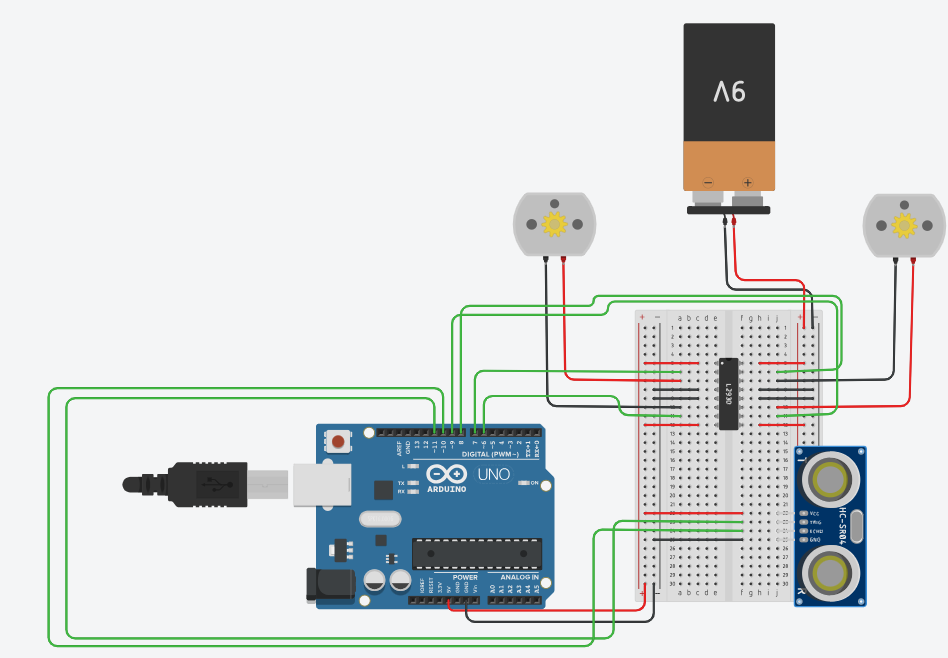 9V
− +
+ − a b c d e f g h i j + −
L293D
AREF
GND
13
12
~11
~10
~9
8
7
~6
~5
4
~3
2
TX→1
RX←0
DIGITAL (PWM~)
L
TX
RX
UNO
ARDUINO
ON
POWER
ANALOG IN
IOREF
RESET
3.3V
5V
GND
GND
Vin
A0
A1
A2
A3
A4
A5
VCC
TRIG
ECHO
GND
HC-SR04
T
R